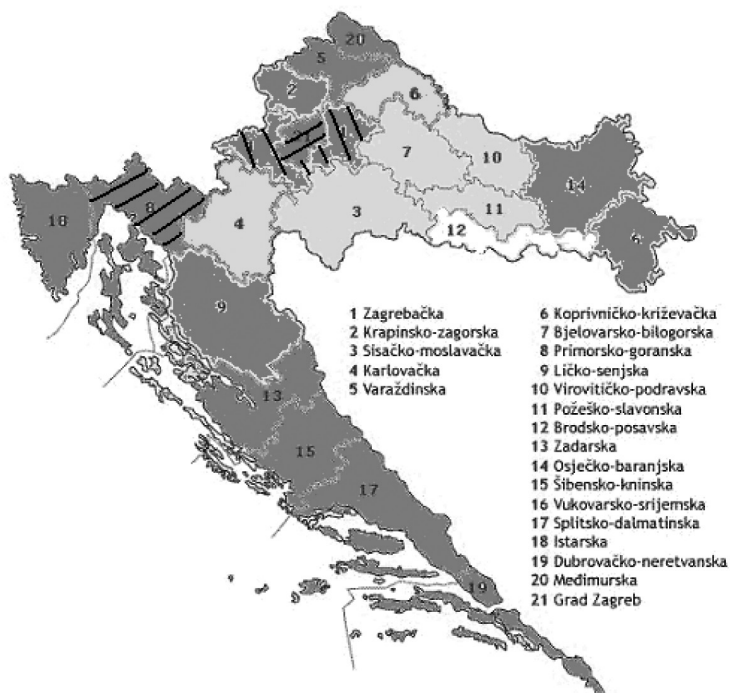 20
5
2
6
21
1
7
10
14
8
18
4
3
11
12
9
13
15
17
19
1 Zagrebačka
2 Krapinsko-zagorska
3 Sisačko-moslavačka
4 Karlovačka
5 Varaždinska
6 Koprivničko-križevačka
7 Bjelovarsko-bilogorska
8 Primorsko-goranska
9 Ličko-senjska
10 Virovitičko-podravska
11 Požeško-slavonska
12 Brodsko-posavska
13 Zadarska
14 Osječko-baranjska
15 Šibensko-kninska
16 Vukovarsko-srijemska
17 Splitsko-dalmatinska
18 Istarska
19 Dubrovačko-neretvanska
20 Međimurska
21 Grad Zagreb